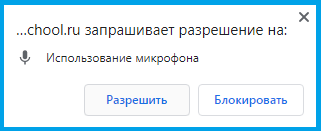 ...chool.ru запрашивает разрешение на:
Использование микрофона
Разрешить Блокировать